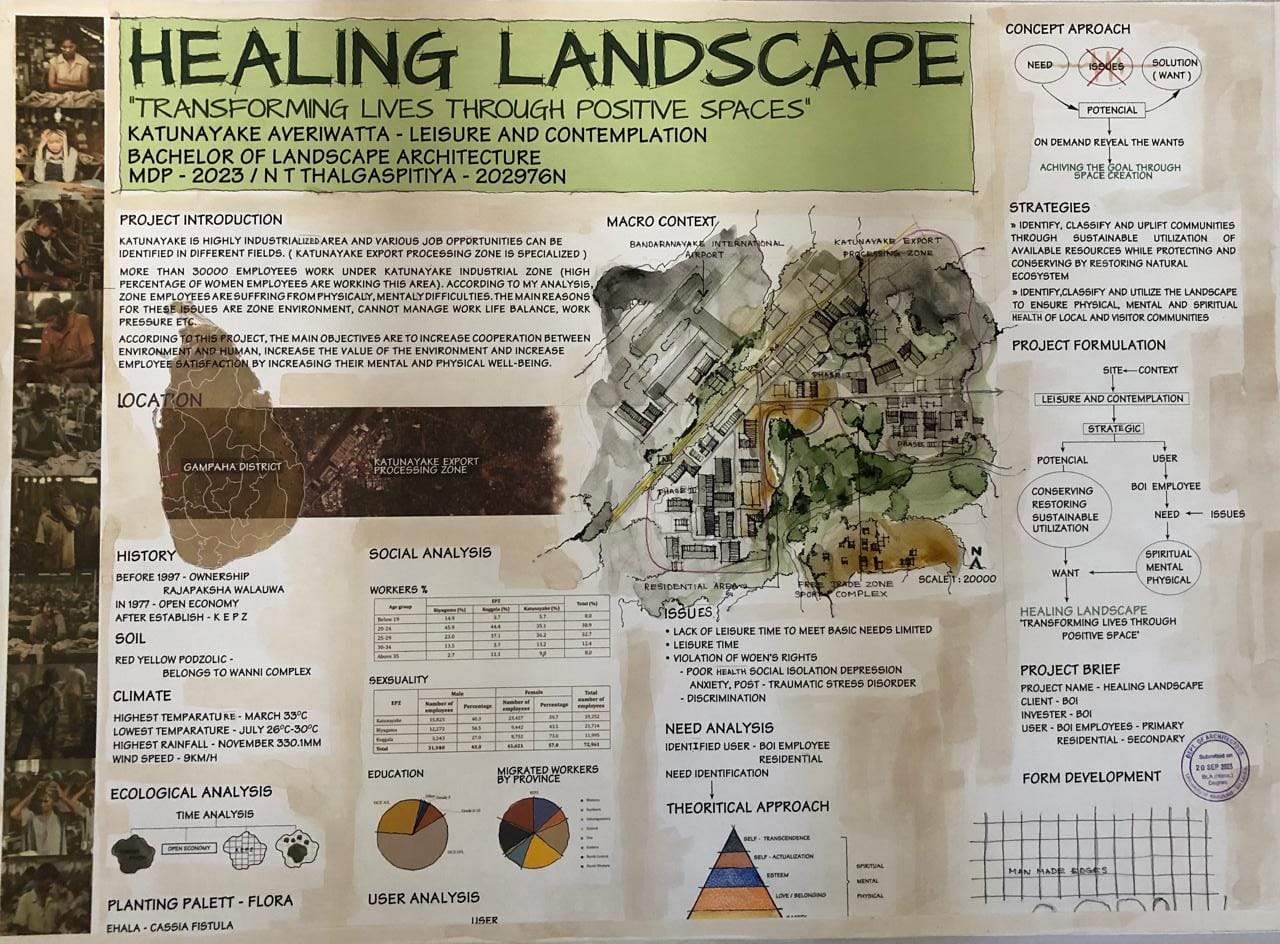 HEALING LANDSCAPE
"TRANSFORMING LIVES THROUGH POSITIVE SPACES"
KATUNAYAKE AVERIWATTA - LEISURE AND CONTEMPLATION
BACHELOR OF LANDSCAPE ARCHITECTURE
MDP - 2023 / N T THALGASPITIYA - 202976N
PROJECT INTRODUCTION
KATUNAYAKE IS HIGHLY INDUSTRIALIZED AREA AND VARIOUS JOB OPPORTUNITIES CAN BE
IDENTIFIED IN DIFFERENT FIELDS. ( KATUNAYAKE EXPORT PROCESSING ZONE IS SPECIALIZED )
MORE THAN 30000 EMPLOYEES WORK UNDER KATUNAYAKE INDUSTRIAL ZONE (HIGH
PERCENTAGE OF WOMEN EMPLOYEES ARE WORKING THIS AREA). ACCORDING TO MY ANALYSIS,
ZONE EMPLOYEES ARE SUFFERING FROM PHYSICALY, MENTALY DIFFICULTIES. THE MAIN REASONS
FOR THESE ISSUES ARE ZONE ENVIRONMENT, CANNOT MANAGE WORK LIFE BALANCE, WORK
PRESSURE ETC.
ACCORDING TO THIS PROJECT, THE MAIN OBJECTIVES ARE TO INCREASE COOPERATION BETWEEN
ENVIRONMENT AND HUMAN, INCREASE THE VALUE OF THE ENVIRONMENT AND INCREASE
EMPLOYEE SATISFACTION BY INCREASING THEIR MENTAL AND PHYSICAL WELL-BEING.
LOCATION
GAMPAHA DISTRICT
KATUNAYAKE EXPORT
PROCESSING ZONE
HISTORY
BEFORE 1997 - OWNERSHIP
RAJAPAKSHA WALAUWA
IN 1977 - OPEN ECONOMY
AFTER ESTABLISH - K E P Z
SOIL
RED YELLOW PODZOLIC -
BELONGS TO WANNI COMPLEX
CLIMATE
HIGHEST TEMPARATURE - MARCH 33°C
LOWEST TEMPARATURE - JULY 26°C-30°C
HIGHEST RAINFALL - NOVEMBER 330.1MM
WIND SPEED - 9KM/H
ECOLOGICAL ANALYSIS
TIME ANALYSIS
OPEN ECONOMY
PLANTING PALETT - FLORA
EHALA - CASSIA FISTULA
SOCIAL ANALYSIS
WORKERS %
Age group EPZ Total (%)
Biyagama (%) Koggala (%) Katunayake (%)
Below 19 14.9 3.7 5.7 8.0
20-24 45.9 44.4 35.1 38.9
25-29 23.0 37.1 36.2 32.7
30-34 13.5 3.7 13.2 12.4
Above 35 2.7 11.1 8.0
SEXSUALITY
EPZ Male Female Total number of employees
Number of employees Percentage Number of employees Percentage
Katunayake 15,825 40.3 23,427 59.7 39,252
Biyagama 12,272 56.5 9,442 43.5 21,714
Koggala 3,243 27.0 8,752 73.0 11,995
Total 31,340 43.0 41,621 57.0 72,961
EDUCATION
MIGRATED WORKERS
BY PROVINCE
USER ANALYSIS
USER
MACRO CONTEXT
BANDARANAYAKE INTERNATIONAL
AIRPORT
KATUNAYAKE EXPORT
PROCESSING ZONE
PHASE I
PHASE II
PHASE III
RESIDENTIAL AREA
FREE TRADE ZONE
SPORT COMPLEX
N
SCALE 1 : 20000
ISSUES
• LACK OF LEISURE TIME TO MEET BASIC NEEDS LIMITED
• LEISURE TIME
• VIOLATION OF WOEN'S RIGHTS
- POOR HEALTH SOCIAL ISOLATION DEPRESSION
ANXIETY, POST - TRAUMATIC STRESS DISORDER
- DISCRIMINATION
NEED ANALYSIS
IDENTIFIED USER - BOI EMPLOYEE
RESIDENTIAL
NEED IDENTIFICATION
THEORITICAL APPROACH
SELF - TRANSCENDENCE
SELF - ACTUALIZATION
ESTEEM
LOVE / BELONGING
SPIRITUAL
MENTAL
PHYSICAL
CONCEPT APROACH
NEED
ISSUES
SOLUTION
( WANT )
POTENCIAL
ON DEMAND REVEAL THE WANTS
ACHIVING THE GOAL THROUGH
SPACE CREATION
STRATEGIES
» IDENTIFY, CLASSIFY AND UPLIFT COMMUNITIES
THROUGH SUSTAINABLE UTILIZATION OF
AVAILABLE RESOURCES WHILE PROTECTING AND
CONSERVING BY RESTORING NATURAL
ECOSYSTEM
» IDENTIFY,CLASSIFY AND UTILIZE THE LANDSCAPE
TO ENSURE PHYSICAL, MENTAL AND SPIRITUAL
HEALTH OF LOCAL AND VISITOR COMMUNITIES
PROJECT FORMULATION
SITE CONTEXT
LEISURE AND CONTEMPLATION
STRATEGIC
POTENCIAL USER
BOI EMPLOYEE
CONSERVING
RESTORING
SUSTAINABLE
UTILIZATION
NEED ISSUES
SPIRITUAL
MENTAL
PHYSICAL
WANT
HEALING LANDSCAPE
"TRANSFORMING LIVES THROUGH
POSITIVE SPACE"
PROJECT BRIEF
PROJECT NAME - HEALING LANDSCAPE
CLIENT - BOI
INVESTER - BOI
USER - BOI EMPLOYEES - PRIMARY
RESIDENTIAL - SECONDARY
DEPT. OF ARCHITECTURE
Submitted on
20 SEP 2023
Degree
FORM DEVELOPMENT
MAN MADE EDGES